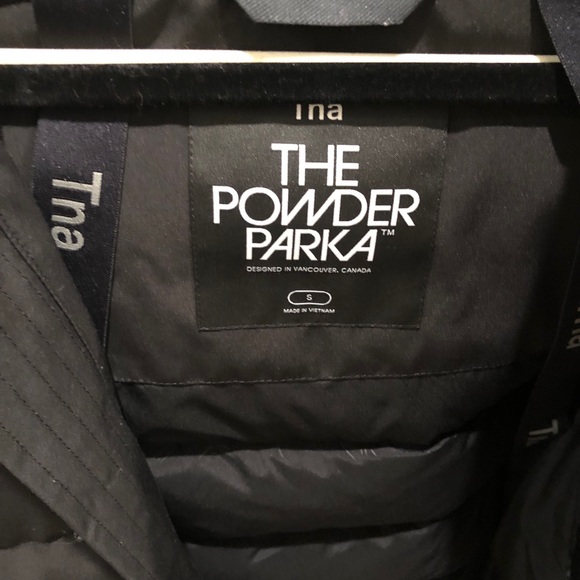 Tna
THE
POWDER
PARKA™
DESIGNED IN VANCOUVER, CANADA
S
MADE IN VIETNAM
Tna